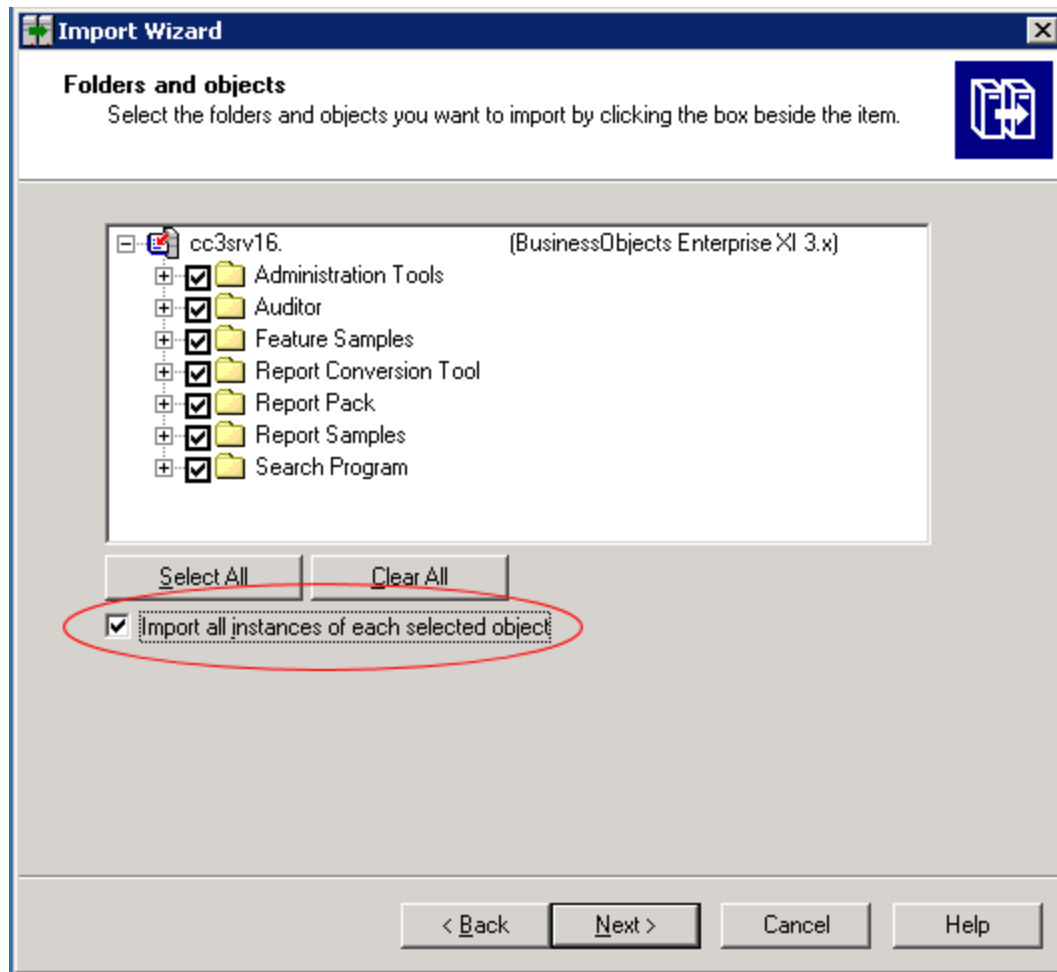 Import Wizard
Folders and objects
Select the folders and objects you want to import by clicking the box beside the item.
cc3srv16. (BusinessObjects Enterprise XI 3.x)
Administration Tools
Auditor
Feature Samples
Report Conversion Tool
Report Pack
Report Samples
Search Program
Select All Clear All
Import all instances of each selected object
< Back Next > Cancel Help